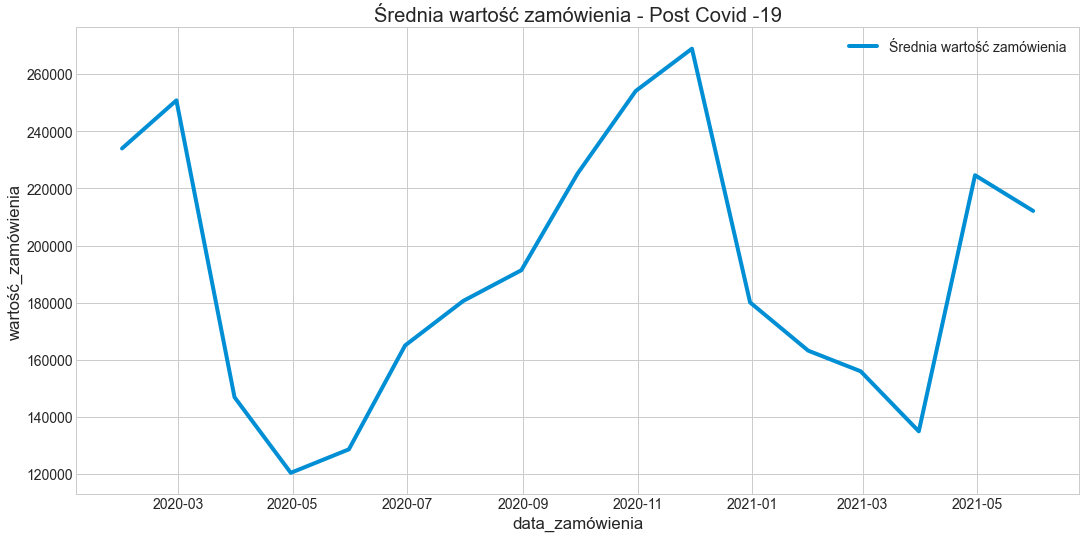 Średnia wartość zamówienia - Post Covid -19
Średnia wartość zamówienia
wartość_zamówienia
260000
240000
220000
200000
180000
160000
140000
120000
2020-03 2020-05 2020-07 2020-09 2020-11 2021-01 2021-03 2021-05
data_zamówienia